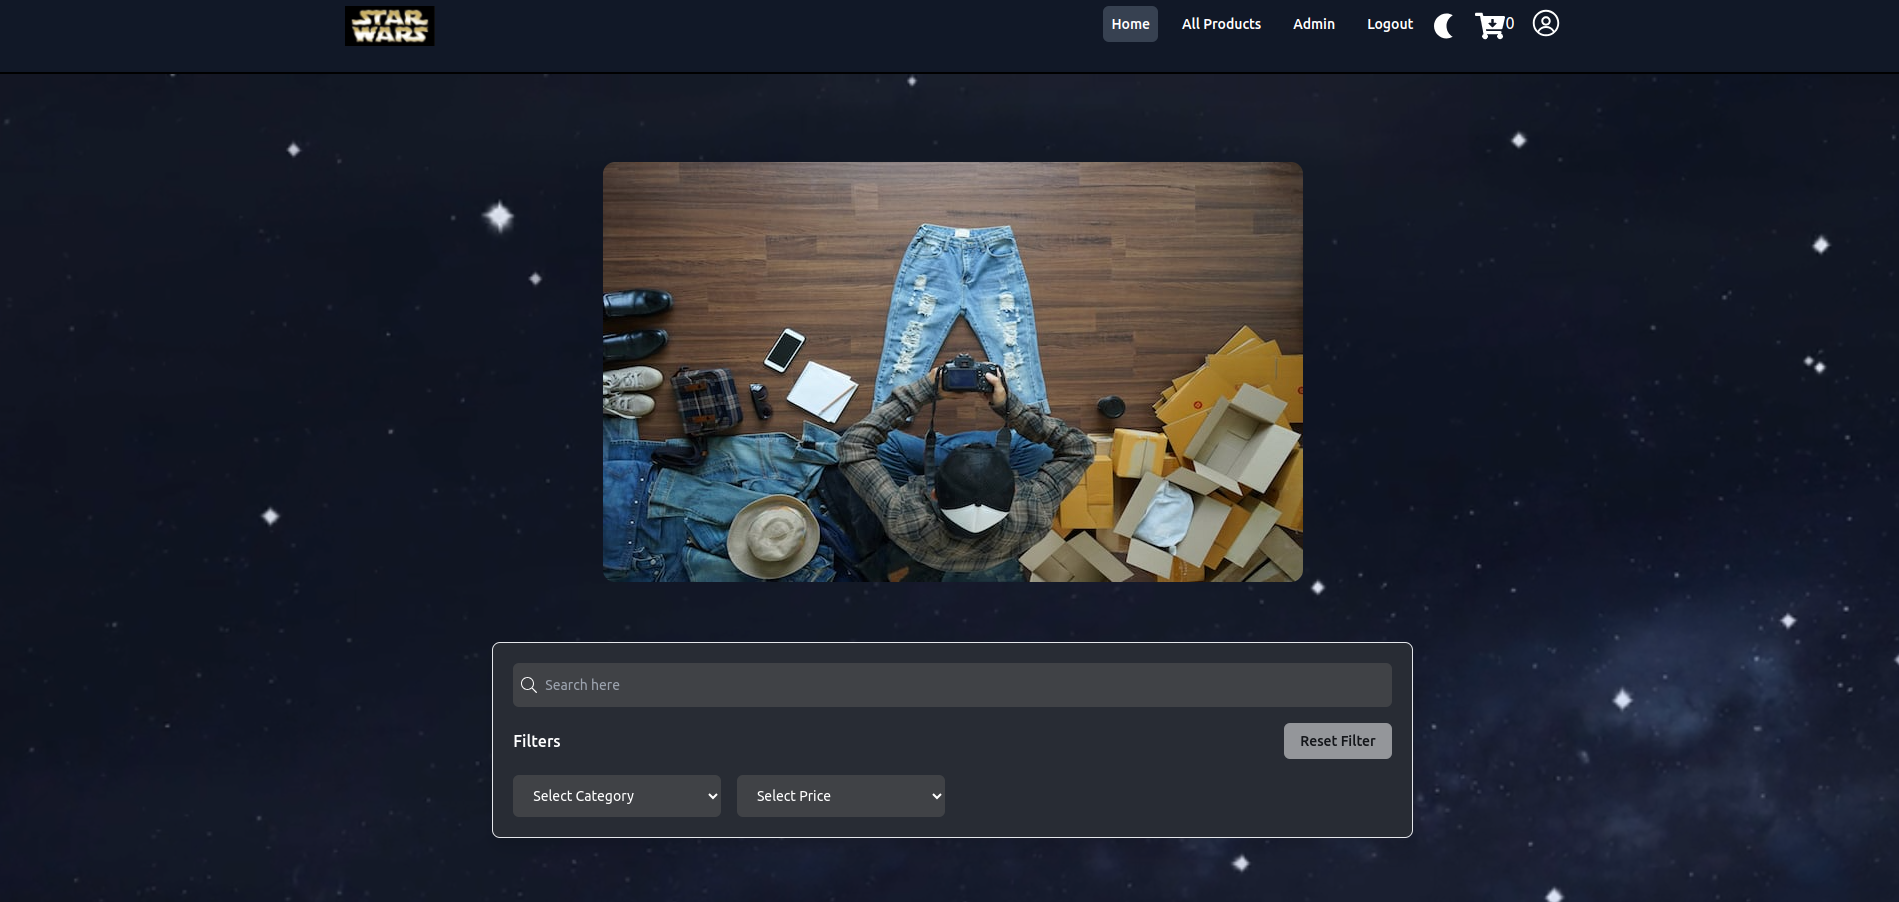 STAR
WARS
Home
All Products
Admin
Logout
0
Search here
Filters
Reset Filter
Select Category
Select Price